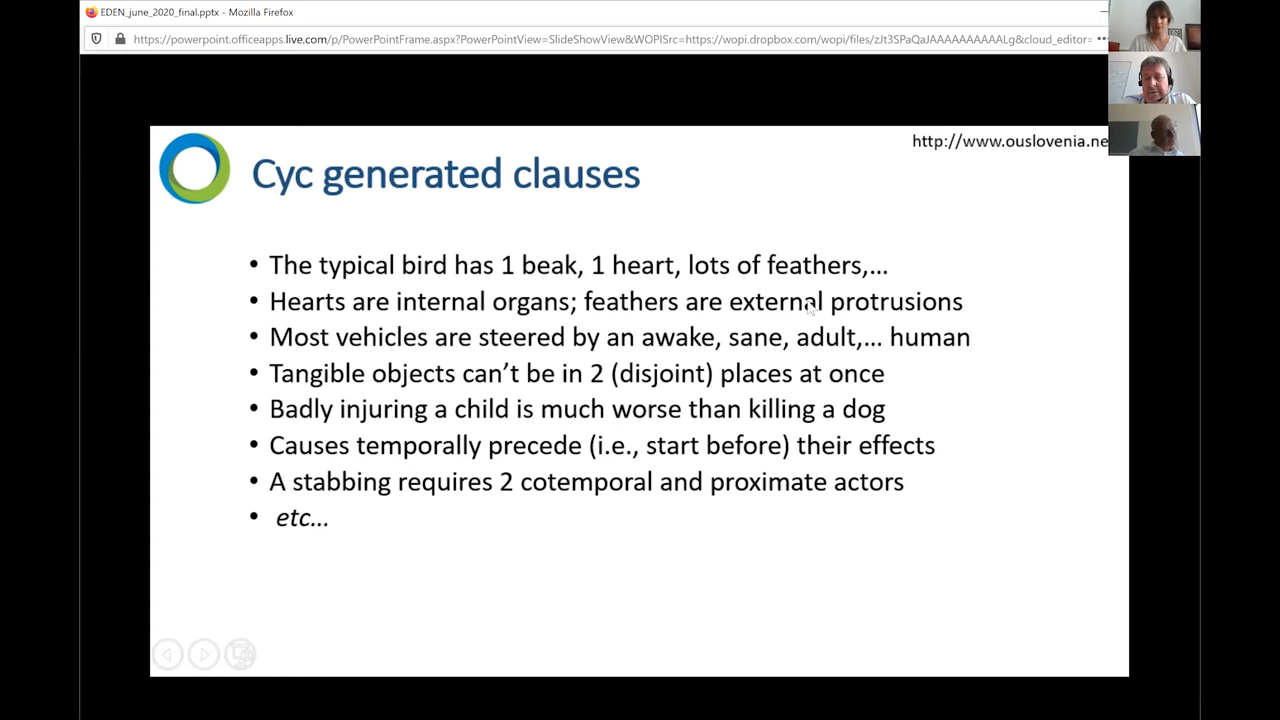 EDEN_june_2020_final.pptx - Mozilla Firefox
https://powerpoint.officeapps.live.com/p/PowerPointFrame.aspx?PowerPointView=SlideShowView&WOPISrc=https://wopi.dropbox.com/wopi/files/zJt3SPaQaJAAAAAAAAAALg&cloud_editor=
http://www.ouslovenia.ne
Cyc generated clauses
• The typical bird has 1 beak, 1 heart, lots of feathers,...
• Hearts are internal organs; feathers are external protrusions
• Most vehicles are steered by an awake, sane, adult,... human
• Tangible objects can’t be in 2 (disjoint) places at once
• Badly injuring a child is much worse than killing a dog
• Causes temporally precede (i.e., start before) their effects
• A stabbing requires 2 cotemporal and proximate actors
• etc...